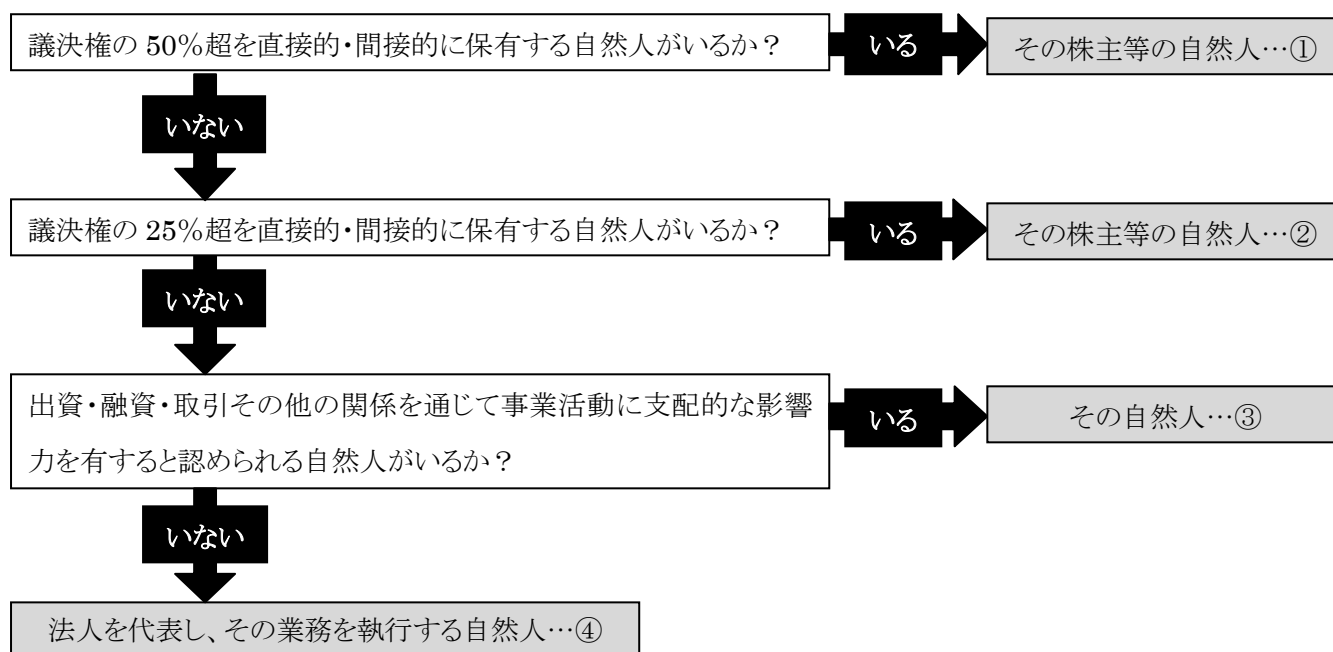 議決権の 50%超を直接的・間接的に保有する自然人がいるか？
いる
その株主等の自然人…①
いない
議決権の 25%超を直接的・間接的に保有する自然人がいるか？
いる
その株主等の自然人…②
いない
出資・融資・取引その他の関係を通じて事業活動に支配的な影響
力を有すると認められる自然人がいるか？
いる
その自然人…③
いない
法人を代表し、その業務を執行する自然人…④